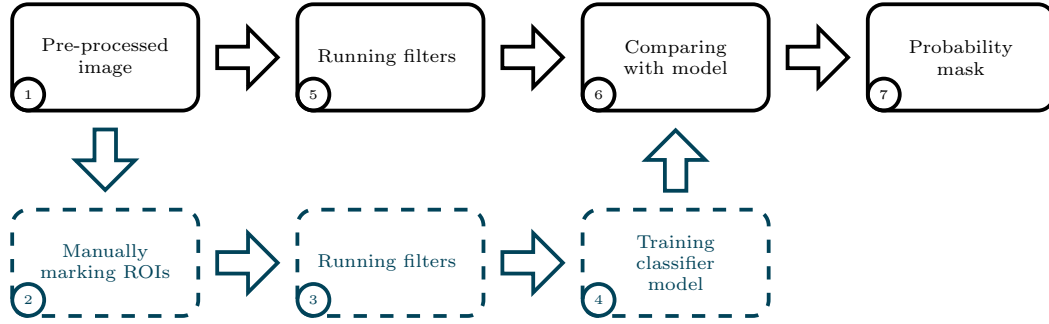 Pre-processed
image
1
Running filters
5
Comparing
with model
6
Probability
mask
7
Manually
marking ROIs
2
Running filters
3
Training
classifier
model
4